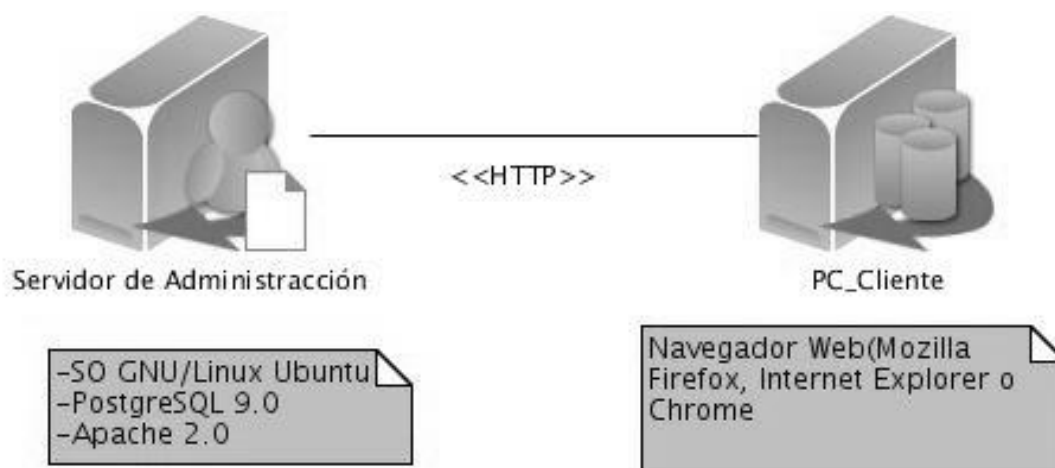 <<HTTP>>
Servidor de Administracción
PC_Cliente
-SO GNU/Linux Ubuntu
-PostgreSQL 9.0
-Apache 2.0
Navegador Web(Mozilla
Firefox, Internet Explorer o
Chrome